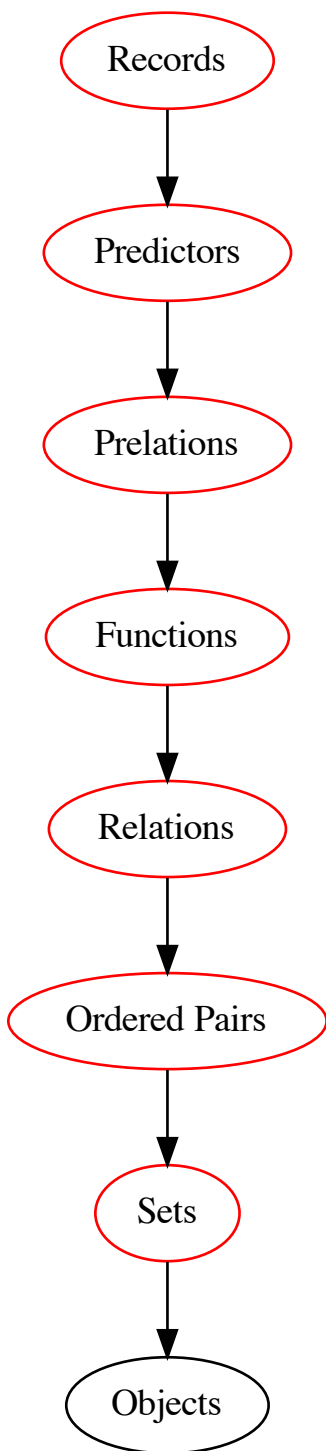 Records
Predictors
Prelations
Functions
Relations
Ordered Pairs
Sets
Objects